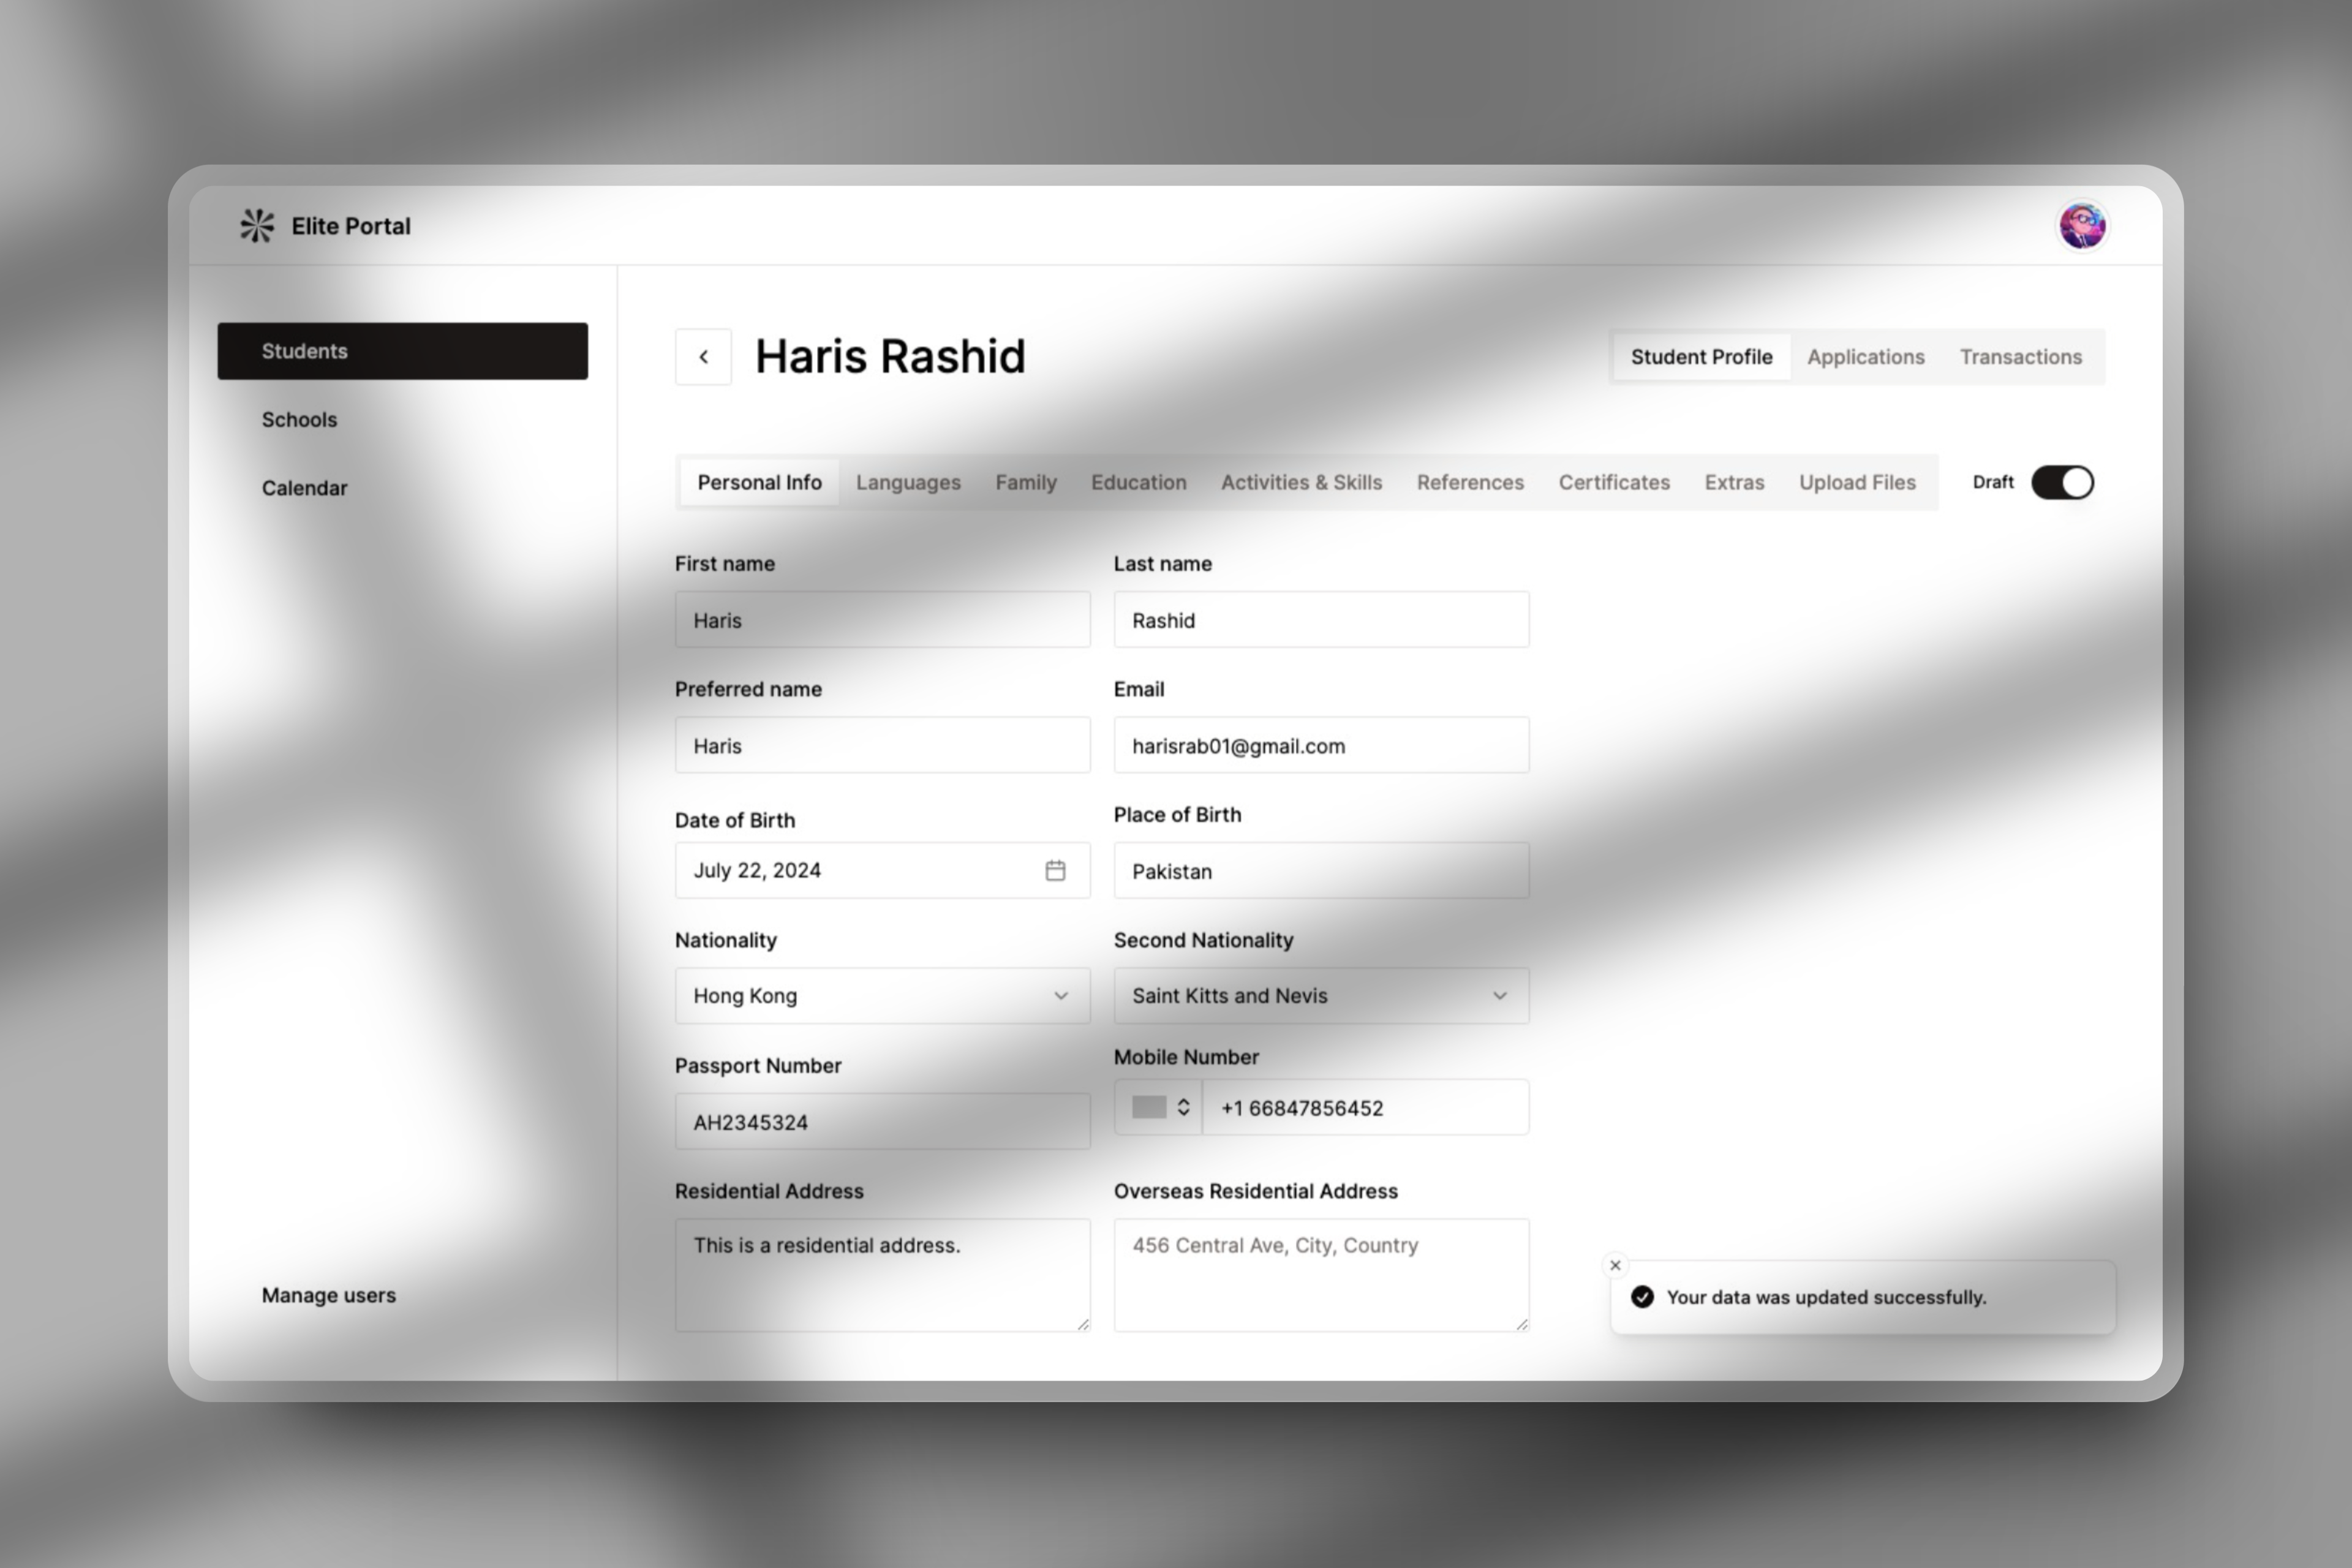 Elite Portal
Students
Schools
Calendar
Manage users
Haris Rashid
Student Profile Applications Transactions
Personal Info Languages Family Education Activities & Skills References Certificates Extras Upload Files Draft
First name Last name
Haris Rashid
Preferred name Email
Haris harisrab01@gmail.com
Date of Birth Place of Birth
July 22, 2024 Pakistan
Nationality Second Nationality
Hong Kong Saint Kitts and Nevis
Passport Number Mobile Number
AH2345324 +1 66847856452
Residential Address Overseas Residential Address
This is a residential address. 456 Central Ave, City, Country
Your data was updated successfully.